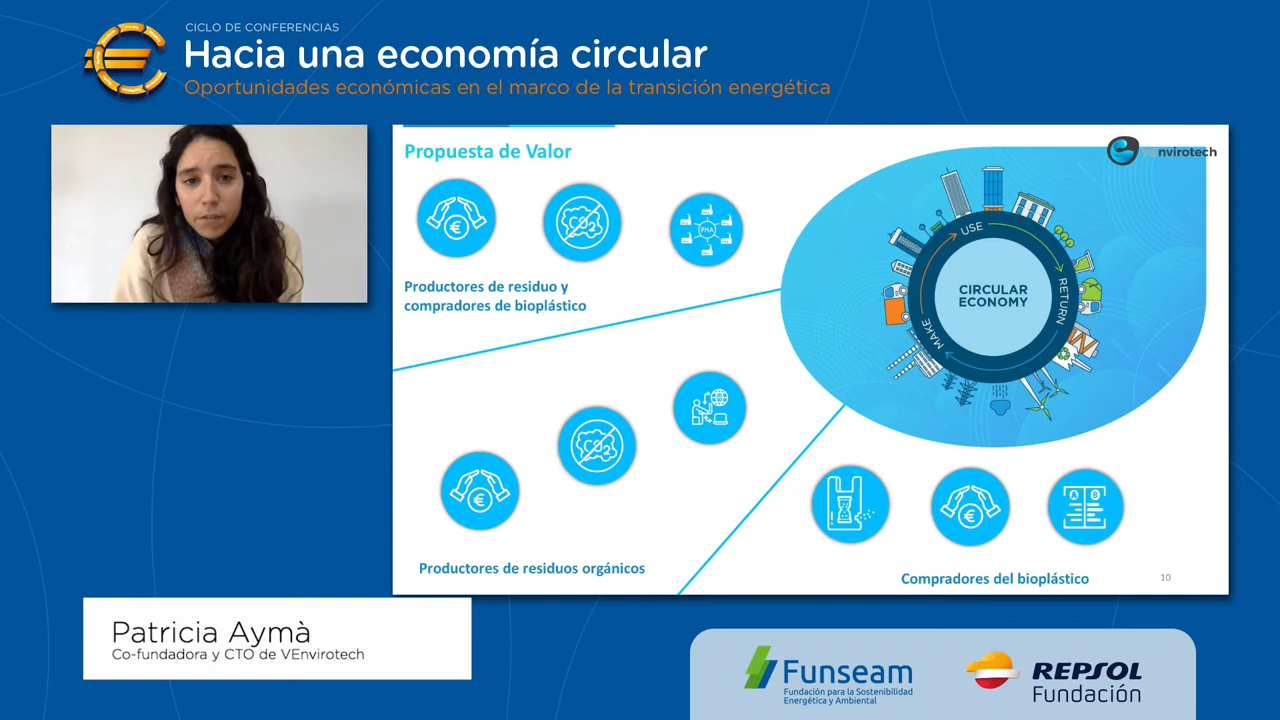 CICLO DE CONFERENCIAS
Hacia una economía circular
Oportunidades económicas en el marco de la transición energética
Propuesta de Valor
VEnvirotech
€
CO2
PHA
Productores de residuo y
compradores de bioplástico
USE
RETURN
MAKE
CIRCULAR
ECONOMY
€
CO2
Productores de residuos orgánicos
€
A B
Compradores del bioplástico
10
Patricia Aymà
Co-fundadora y CTO de VEnvirotech
Funseam
Fundación para la Sostenibilidad
Energética y Ambiental
REPSOL
Fundación